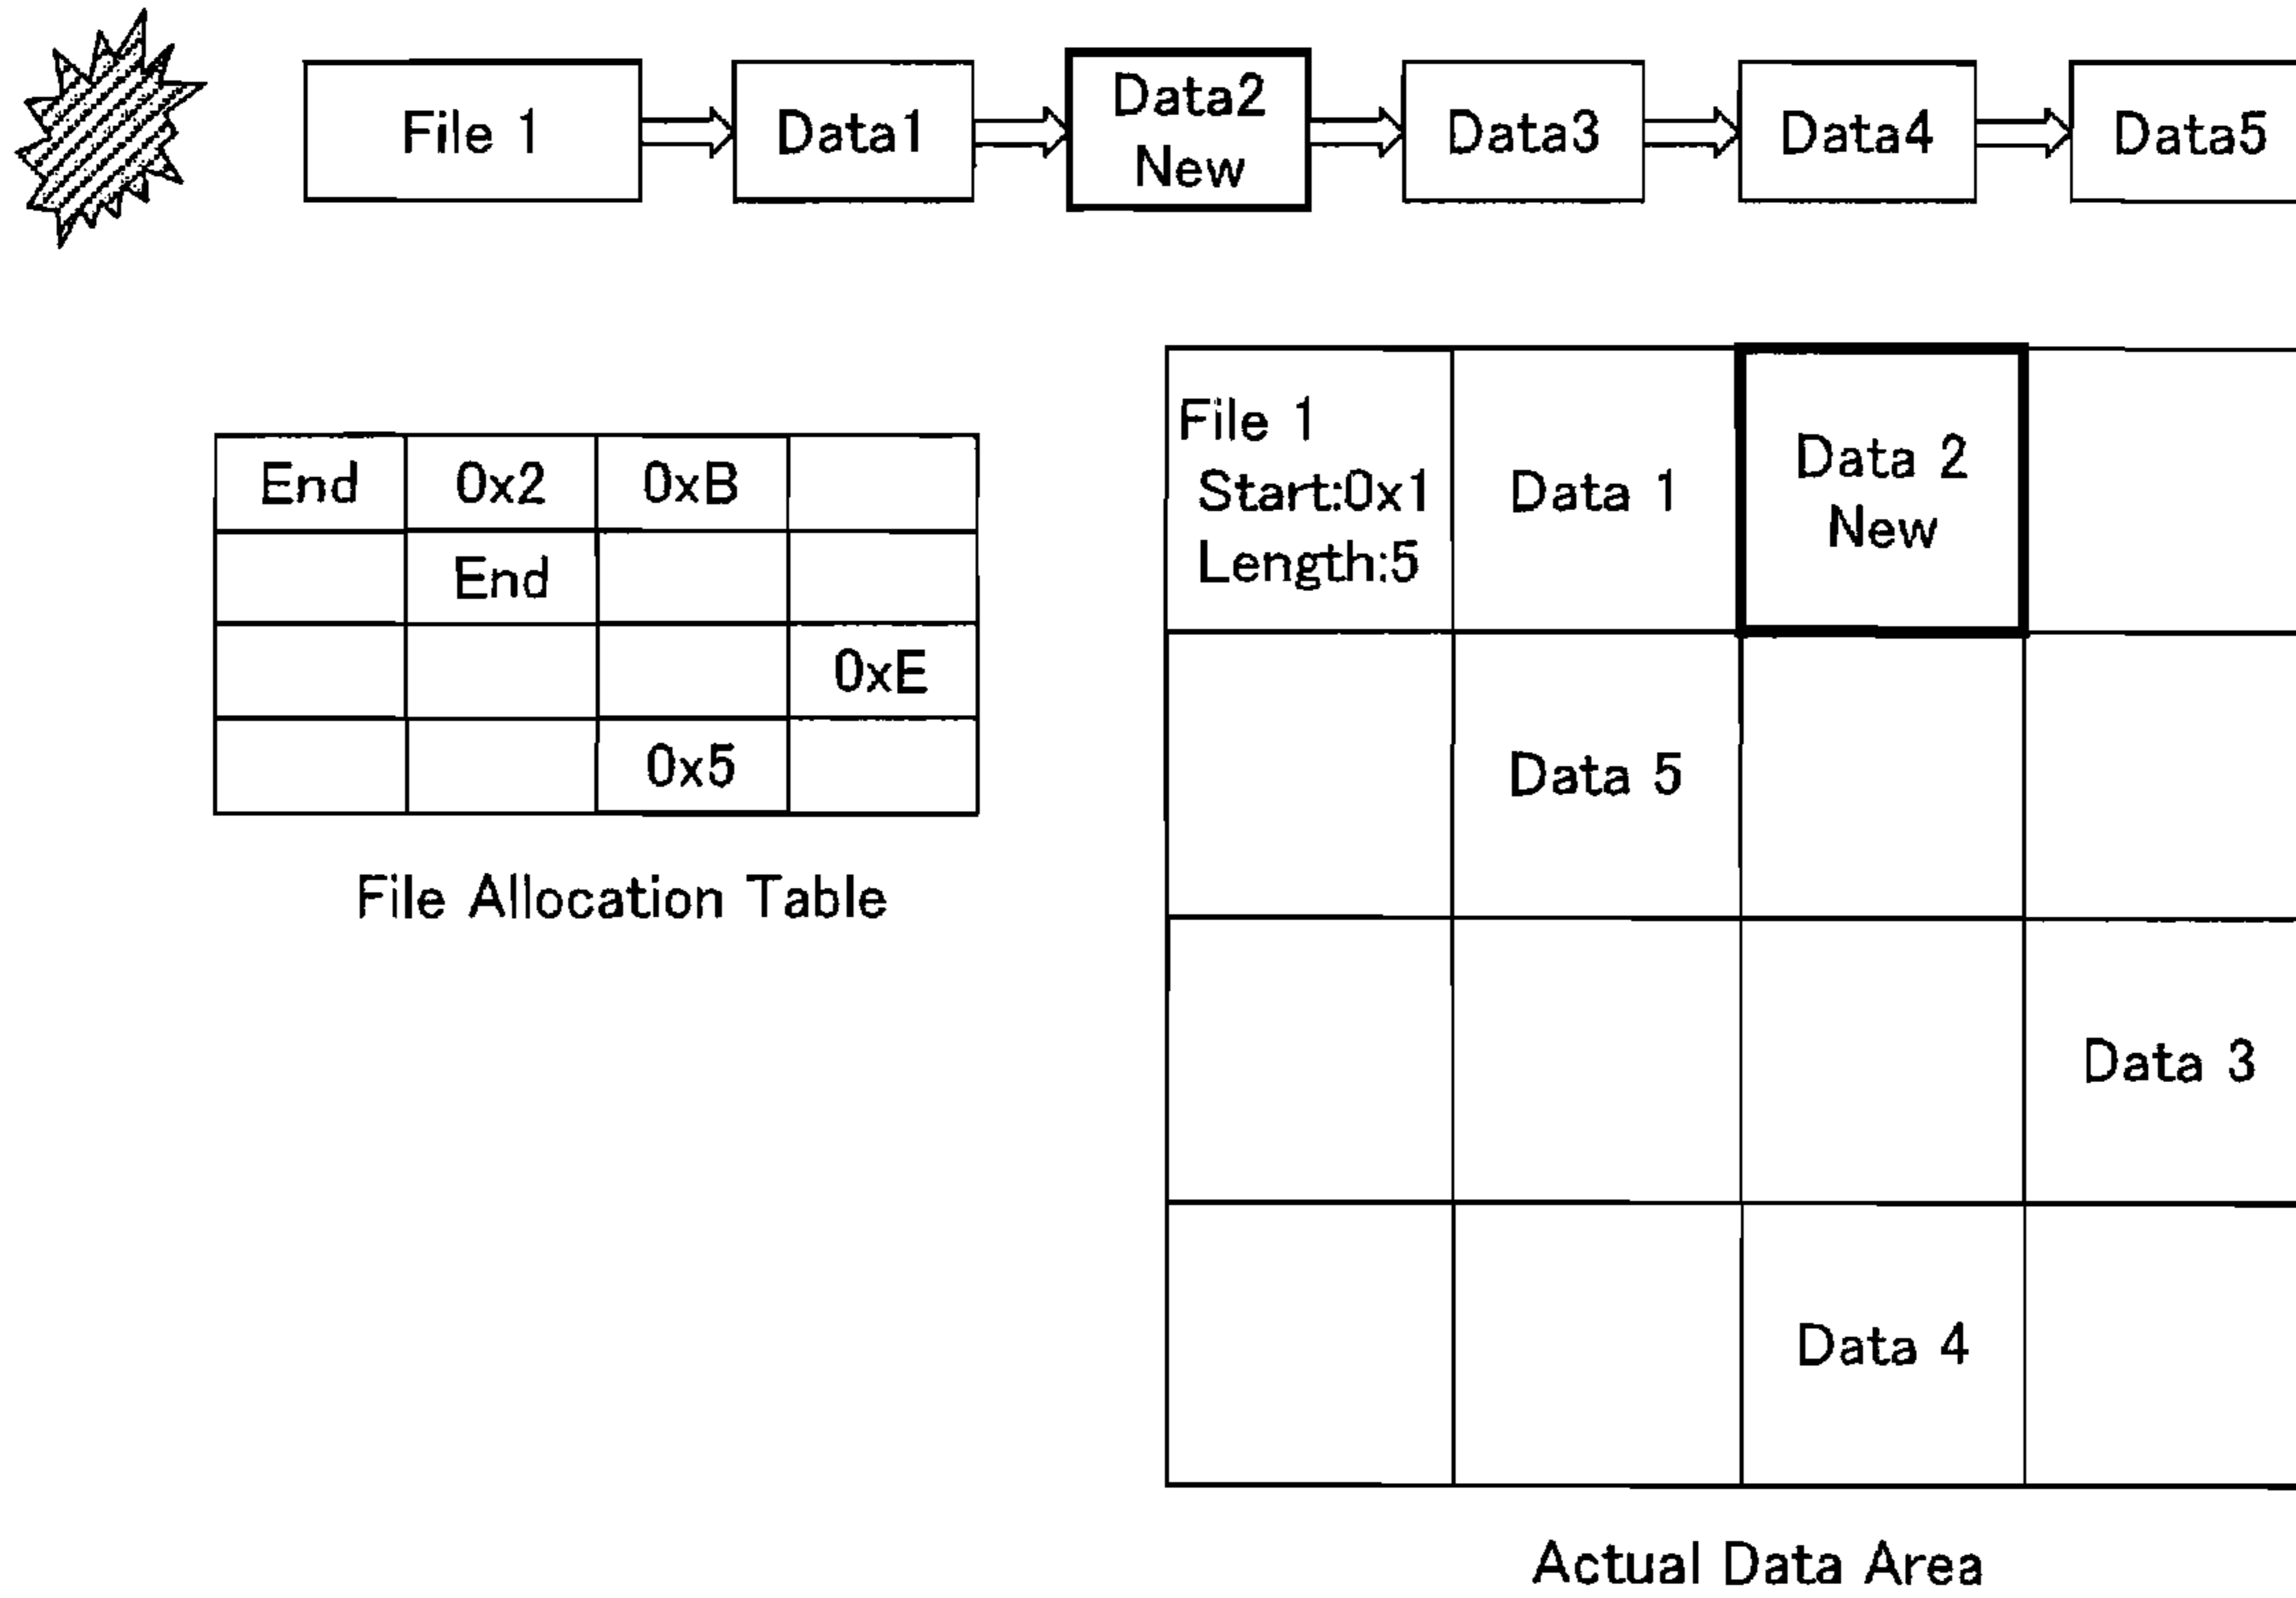 File 1
Data1
Data2
New
Data3
Data4
Data5
End
0x2
0xB
End
0xE
0x5
File Allocation Table
File 1
Start:0x1
Length:5
Data 1
Data 2
New
Data 5
Data 3
Data 4
Actual Data Area